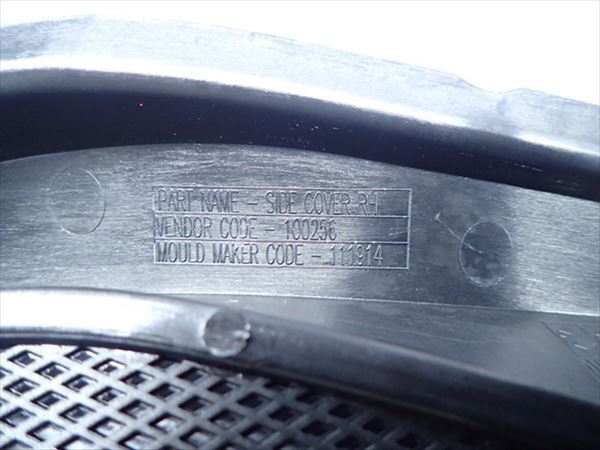 PART NAME - SIDE COVER RH
VENDOR CODE - 100256
MOULD MAKER CODE - 111914